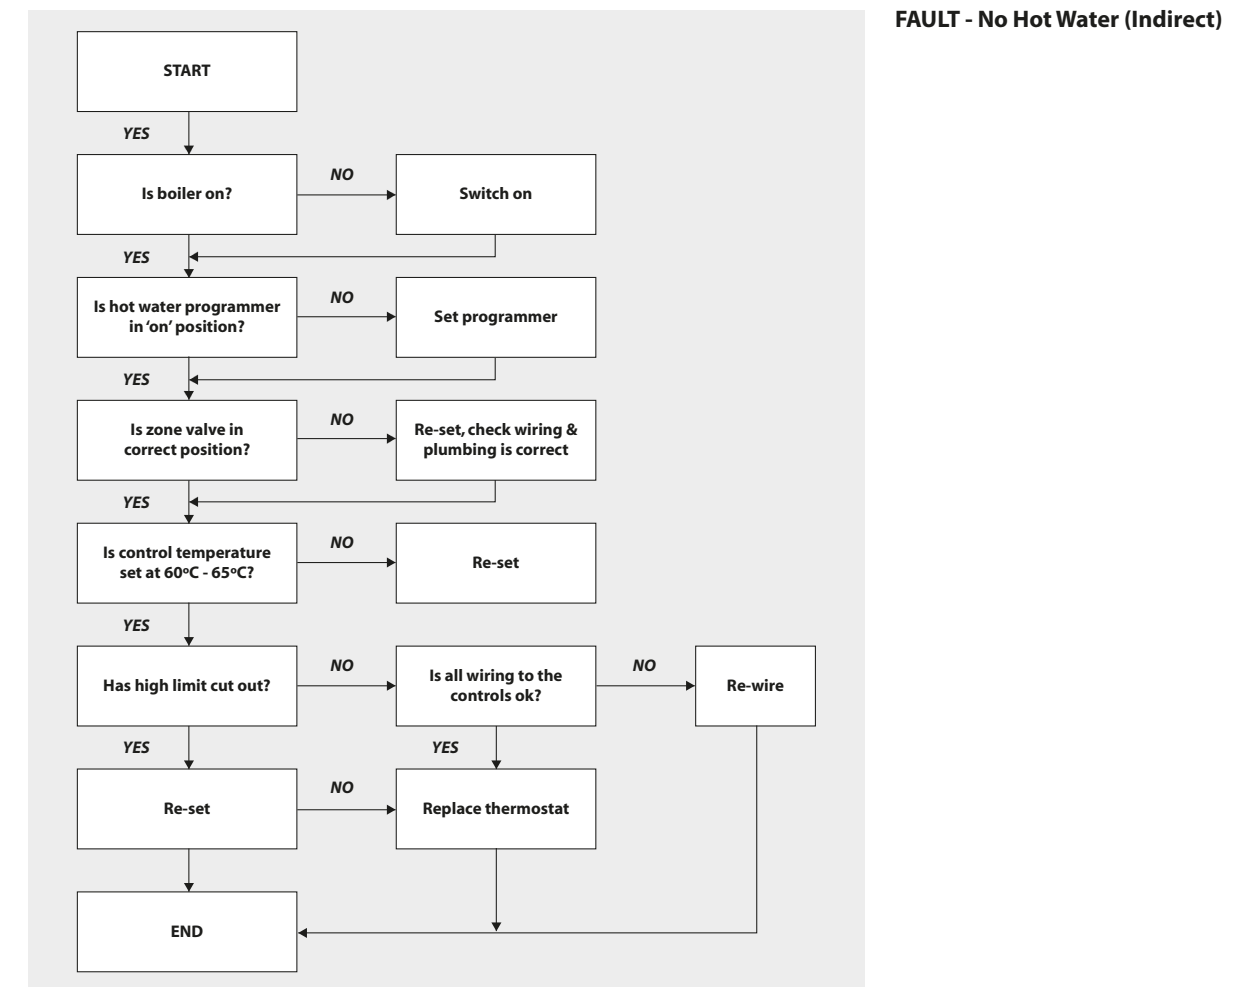 FAULT - No Hot Water (Indirect)
START
YES
Is boiler on?
NO
Switch on
YES
Is hot water programmer
in ‘on’ position?
NO
Set programmer
YES
Is zone valve in
correct position?
NO
Re-set, check wiring &
plumbing is correct
YES
Is control temperature
set at 60ºC - 65ºC?
NO
Re-set
YES
Has high limit cut out?
NO
Is all wiring to the
controls ok?
NO
Re-wire
YES
YES
Re-set
NO
Replace thermostat
END